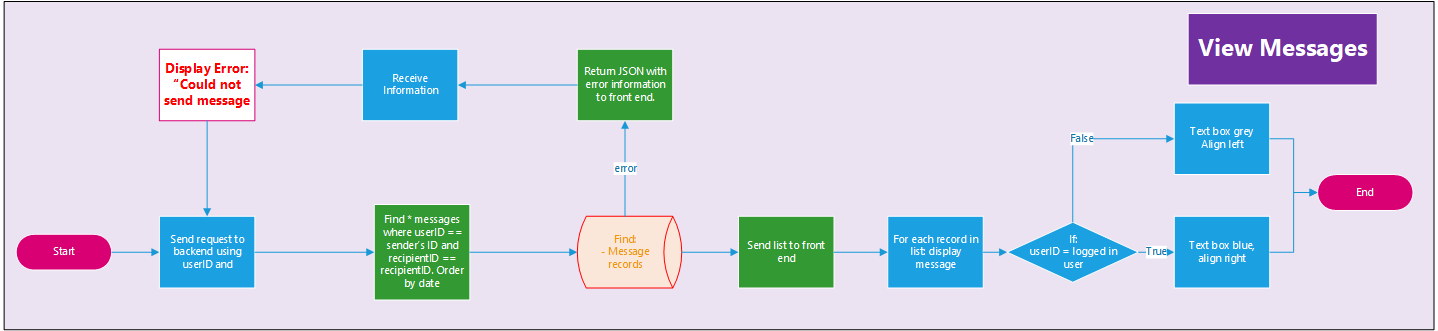 View Messages
Display Error:
“Could not
send message
Receive
Information
Return JSON with
error information
to front end.
error
False
Text box grey
Align left
End
Start
Send request to
backend using
userID and
Find * messages
where userID ==
sender's ID and
recipientID ==
recipientID. Order
by date
Find:
- Message
records
Send list to front
end
For each record in
list: display
message
If:
userID = logged in
user
True
Text box blue,
align right